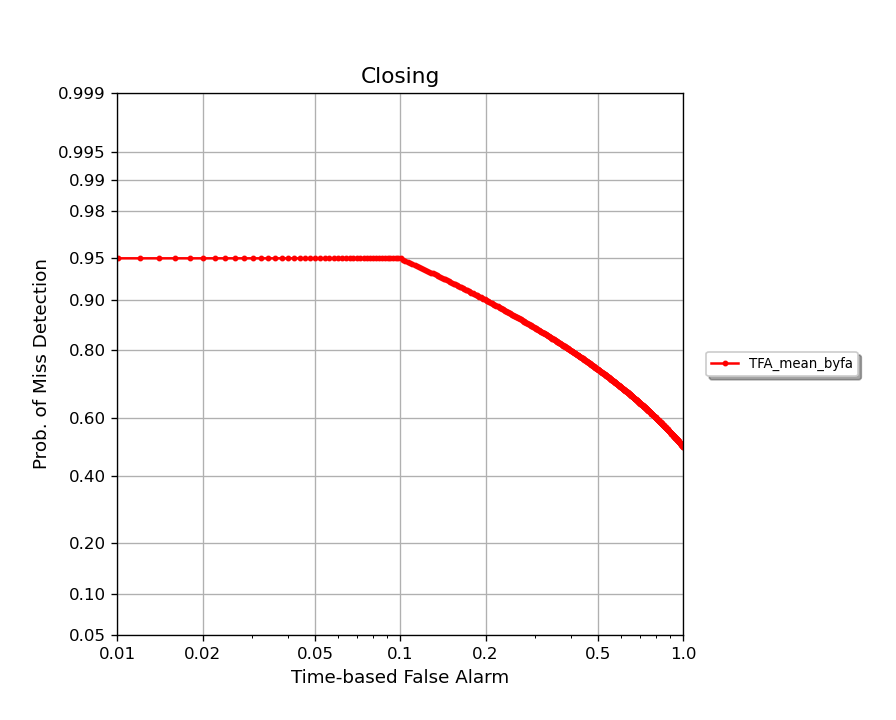 Closing
0.999
0.995
0.99
0.98
0.95
0.90
0.80
0.60
0.40
0.20
0.10
0.05
Prob. of Miss Detection
0.01 0.02 0.05 0.1 0.2 0.5 1.0
Time-based False Alarm
TFA_mean_byfa